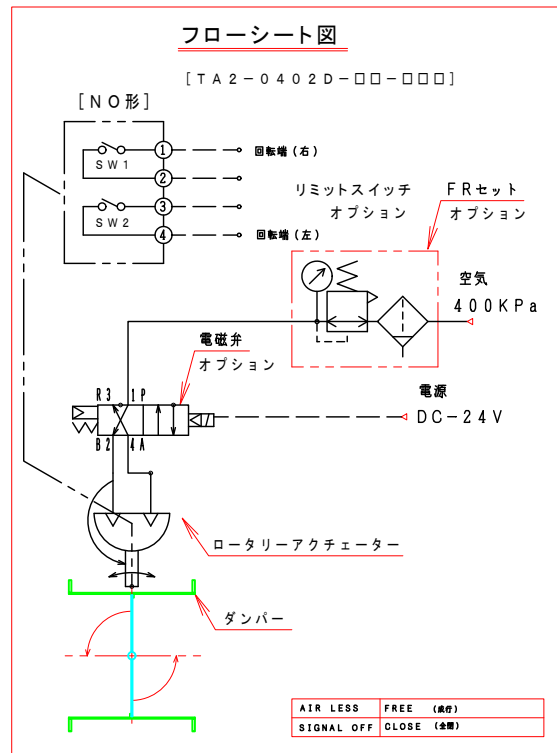 フローシート図
[TA2-0402D-□□-□□□]
[NO形]
SW1
SW2
1
2
3
4
回転端(右)
回転端(左)
リミットスイッチ
オプション
FRセット
オプション
空気
400KPa
電磁弁
オプション
R3 1P
B2 4A
電源
DC-24V
ロータリーアクチェーター
ダンパー
AIR LESS FREE (成行)
SIGNAL OFF CLOSE (全閉)